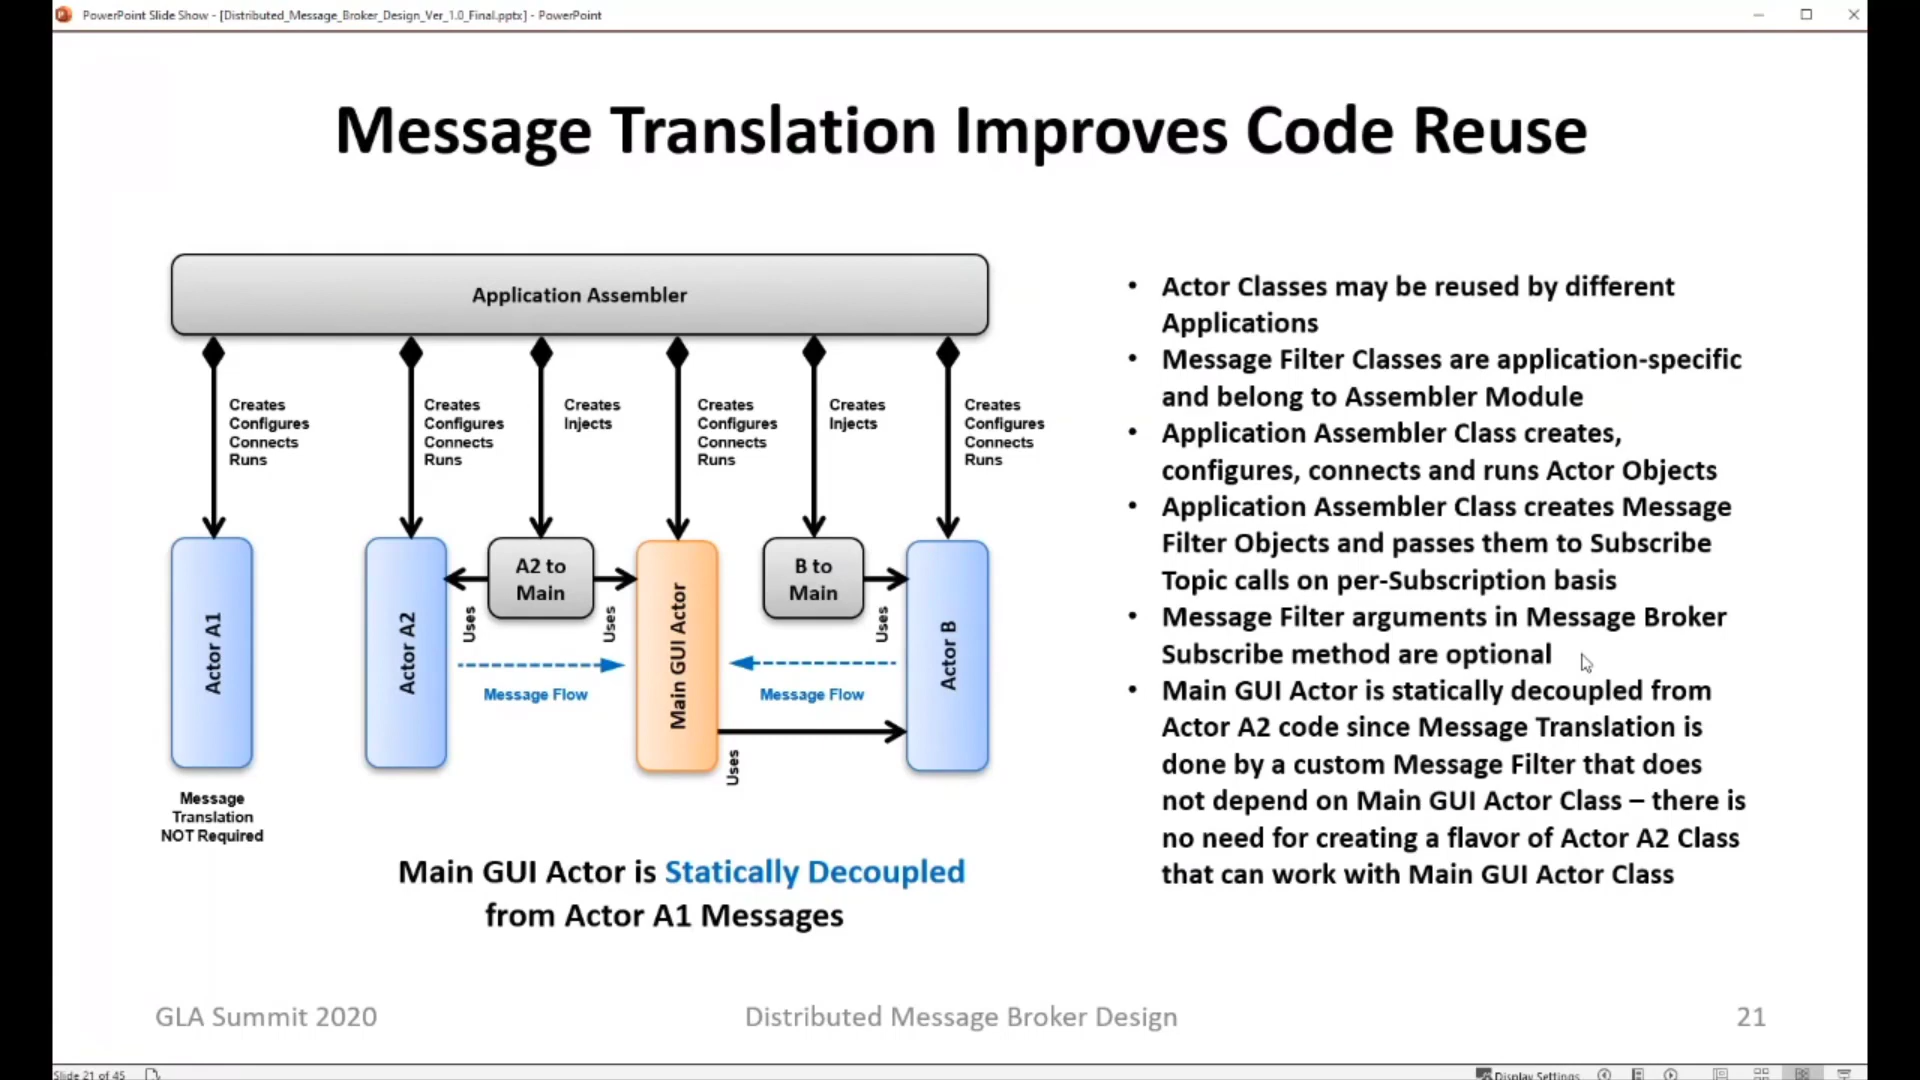 PowerPoint Slide Show - [Distributed_Message_Broker_Design_Ver_1.0_Final.pptx] - PowerPoint
Message Translation Improves Code Reuse
Application Assembler
Creates
Configures
Connects
Runs
Creates
Configures
Connects
Runs
Creates
Injects
Creates
Configures
Connects
Runs
Creates
Injects
Creates
Configures
Connects
Runs
Actor A1
Actor A2
A2 to
Main
Main GUI Actor
B to
Main
Actor B
Uses
Uses
Uses
Message Flow
Message Flow
Uses
Message
Translation
NOT Required
Main GUI Actor is Statically Decoupled
from Actor A1 Messages
• Actor Classes may be reused by different
Applications
• Message Filter Classes are application-specific
and belong to Assembler Module
• Application Assembler Class creates,
configures, connects and runs Actor Objects
• Application Assembler Class creates Message
Filter Objects and passes them to Subscribe
Topic calls on per-Subscription basis
• Message Filter arguments in Message Broker
Subscribe method are optional
• Main GUI Actor is statically decoupled from
Actor A2 code since Message Translation is
done by a custom Message Filter that does
not depend on Main GUI Actor Class – there is
no need for creating a flavor of Actor A2 Class
that can work with Main GUI Actor Class
GLA Summit 2020
Distributed Message Broker Design
21
Slide 21 of 45
Display Settings